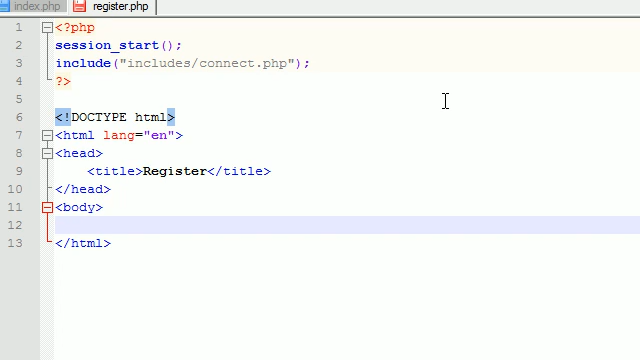 index.php register.php
1 <?php
2 session_start();
3 include("includes/connect.php");
4 ?>
5
6 <!DOCTYPE html>
7 <html lang="en">
8 <head>
9 <title>Register</title>
10 </head>
11 <body>
12
13 </html>